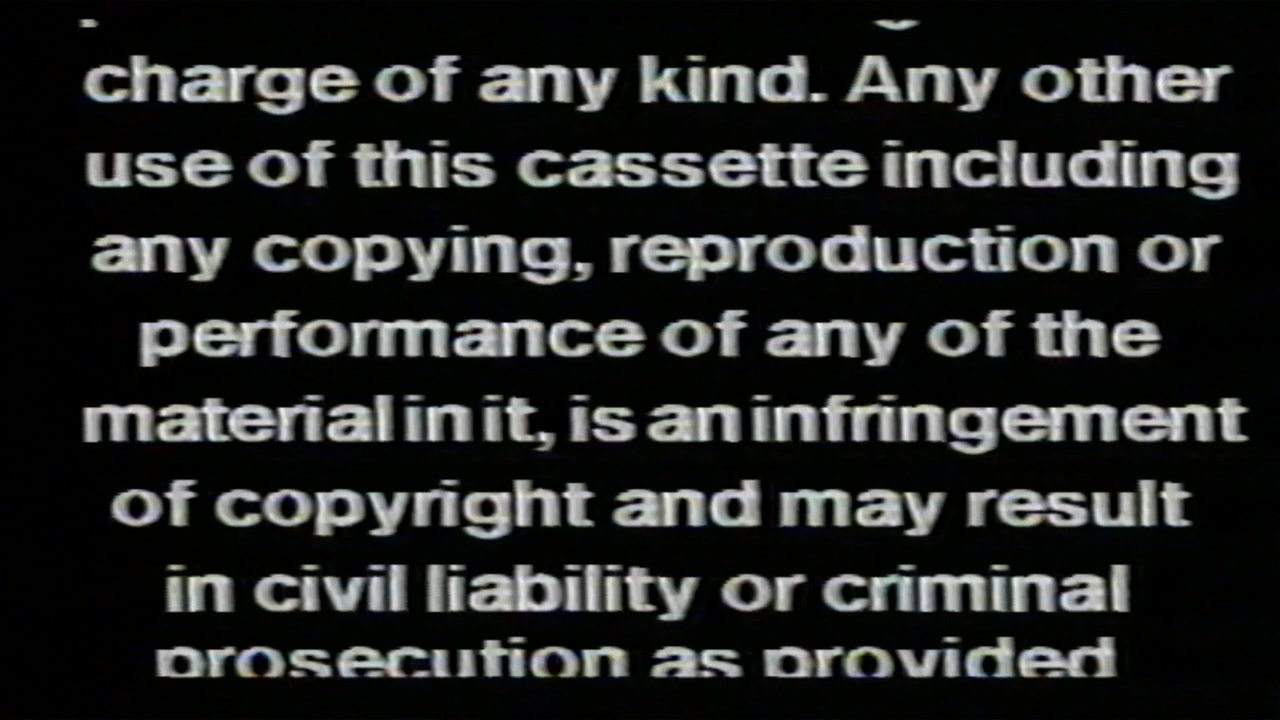 charge of any kind. Any other
use of this cassette including
any copying, reproduction or
performance of any of the
material in it, is an infringement
of copyright and may result
in civil liability or criminal
prosecution as provided